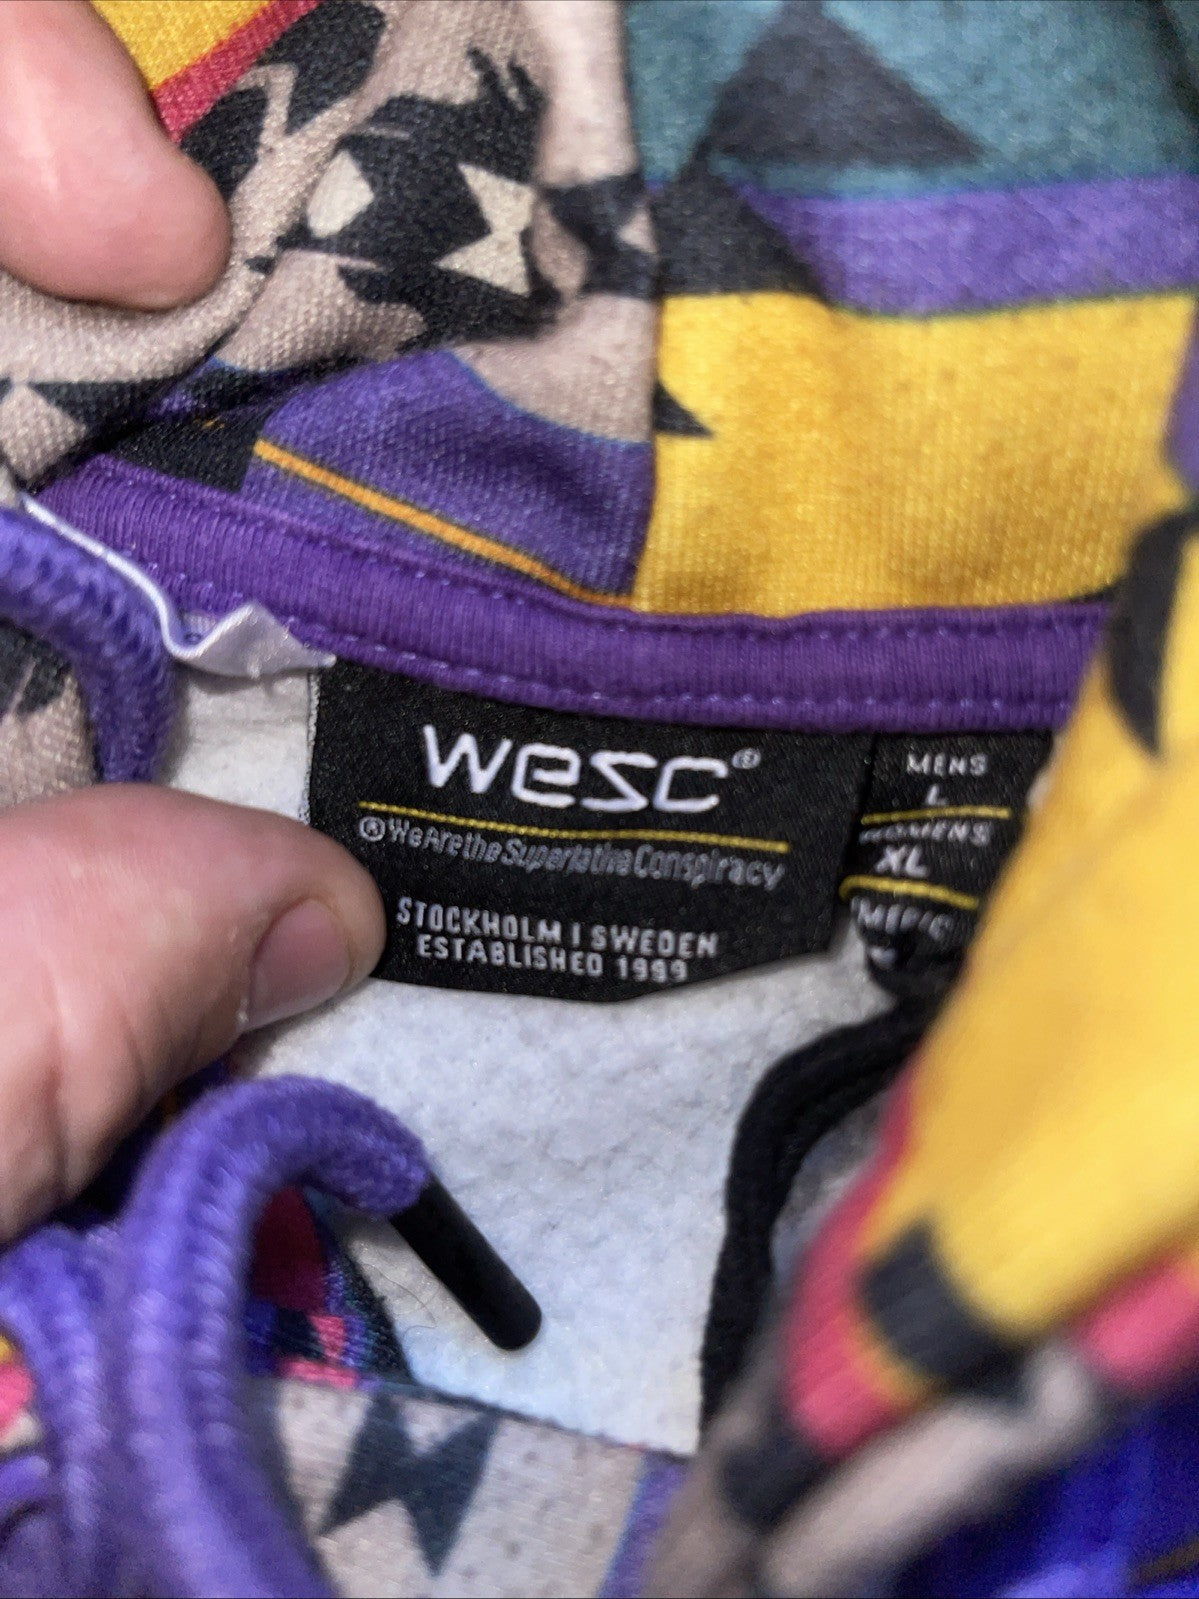 wesc®
®WeAretheSuperlativeConspiracy
STOCKHOLM | SWEDEN
ESTABLISHED 1999
MENS
L
WOMENS
XL